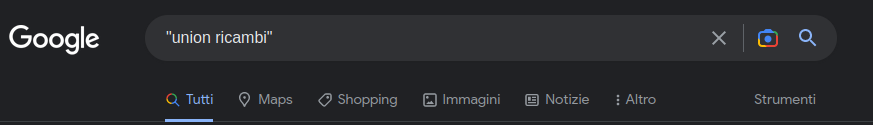 Google "union ricambi"
Tutti Maps Shopping Immagini Notizie Altro Strumenti